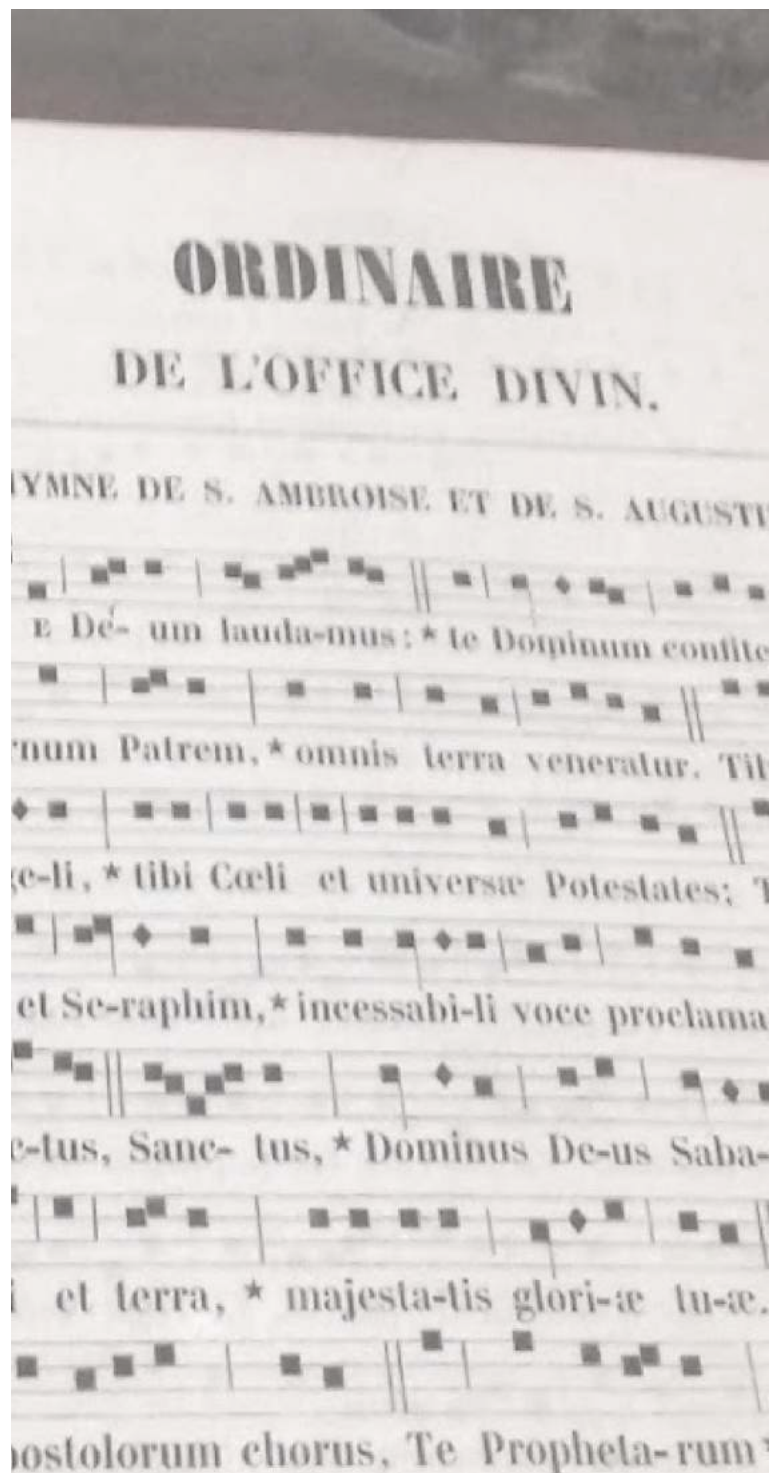 ORDINAIRE
DE L'OFFICE DIVIN.
YMNE DE S. AMBROISE ET DE S. AUGUSTI
E Dé- um lauda-mus: * te Dominum confite
rnum Patrem, * omnis terra veneratur. Tib
ge-li, * tibi Cœli et universæ Potestates; T
et Se-raphim, * incessabi-li voce proclama
c-tus, Sanc- tus, * Dominus De-us Saba-
i et terra, * majesta-tis glori-æ tu-æ.
postolorum chorus, Te Propheta-rum *